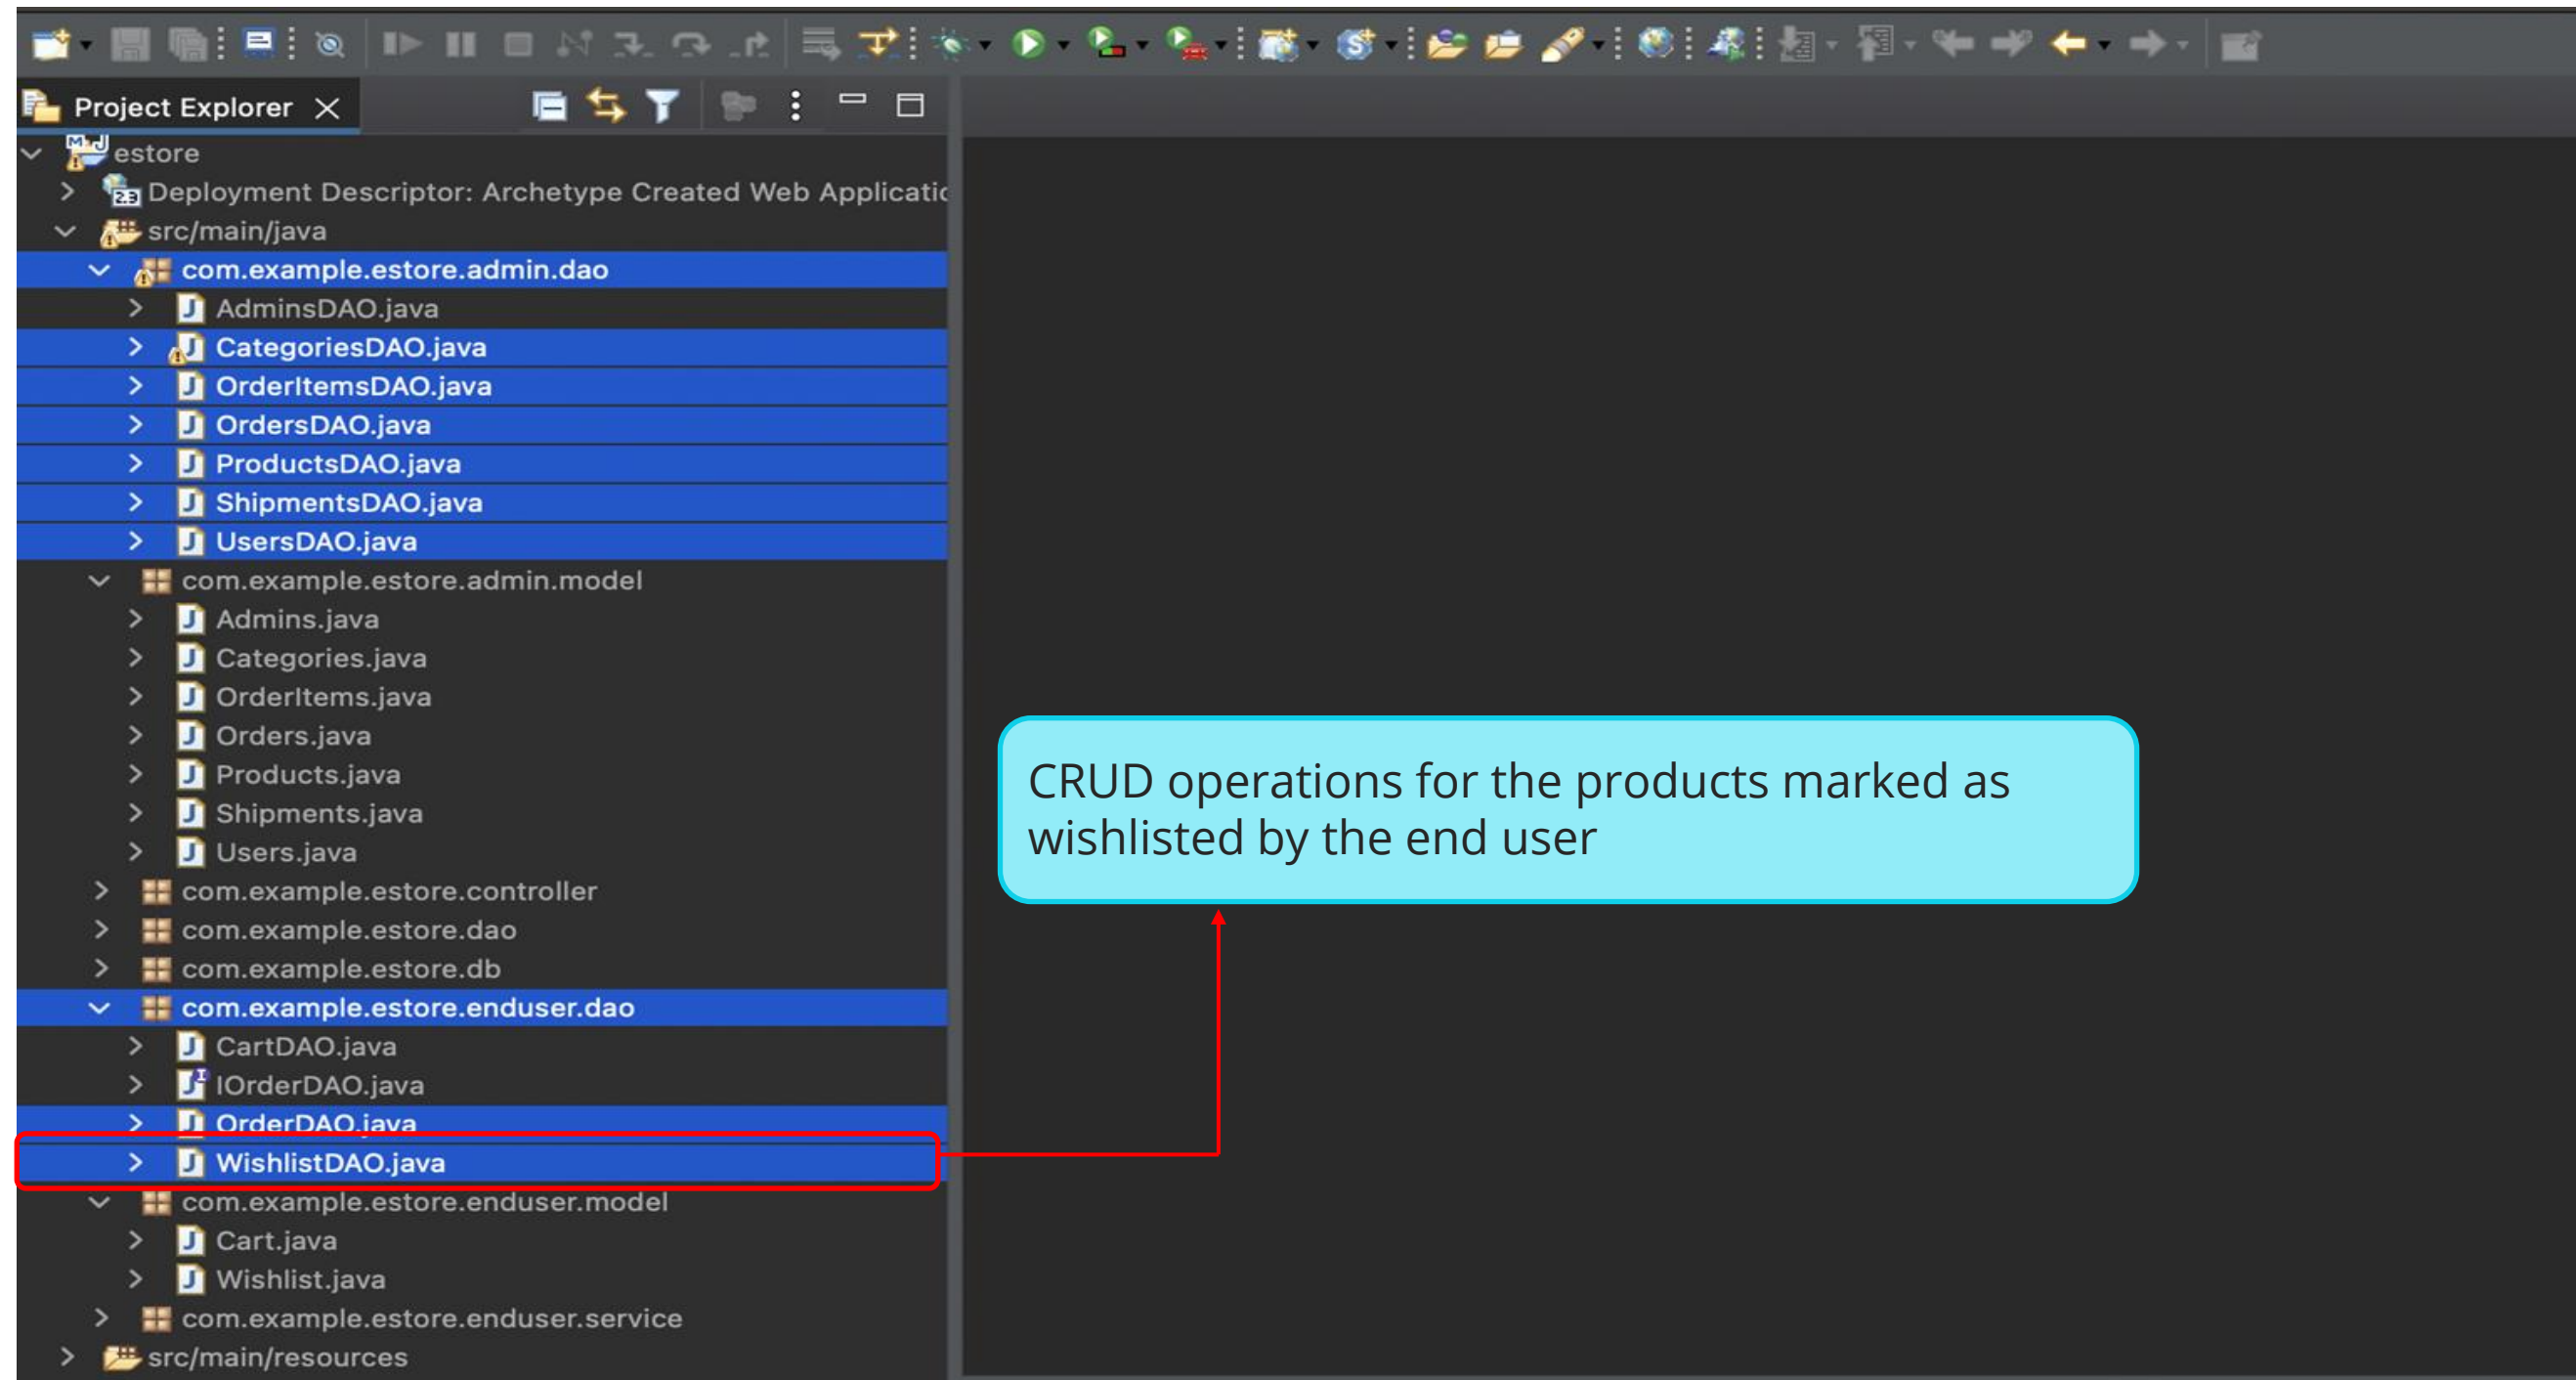 Project Explorer
estore
Deployment Descriptor: Archetype Created Web Applicatic
src/main/java
com.example.estore.admin.dao
AdminsDAO.java
CategoriesDAO.java
OrderItemsDAO.java
OrdersDAO.java
ProductsDAO.java
ShipmentsDAO.java
UsersDAO.java
com.example.estore.admin.model
Admins.java
Categories.java
OrderItems.java
Orders.java
Products.java
Shipments.java
Users.java
com.example.estore.controller
com.example.estore.dao
com.example.estore.db
com.example.estore.enduser.dao
CartDAO.java
IOrderDAO.java
OrderDAO.java
WishlistDAO.java
com.example.estore.enduser.model
Cart.java
Wishlist.java
com.example.estore.enduser.service
src/main/resources
CRUD operations for the products marked as
wishlisted by the end user